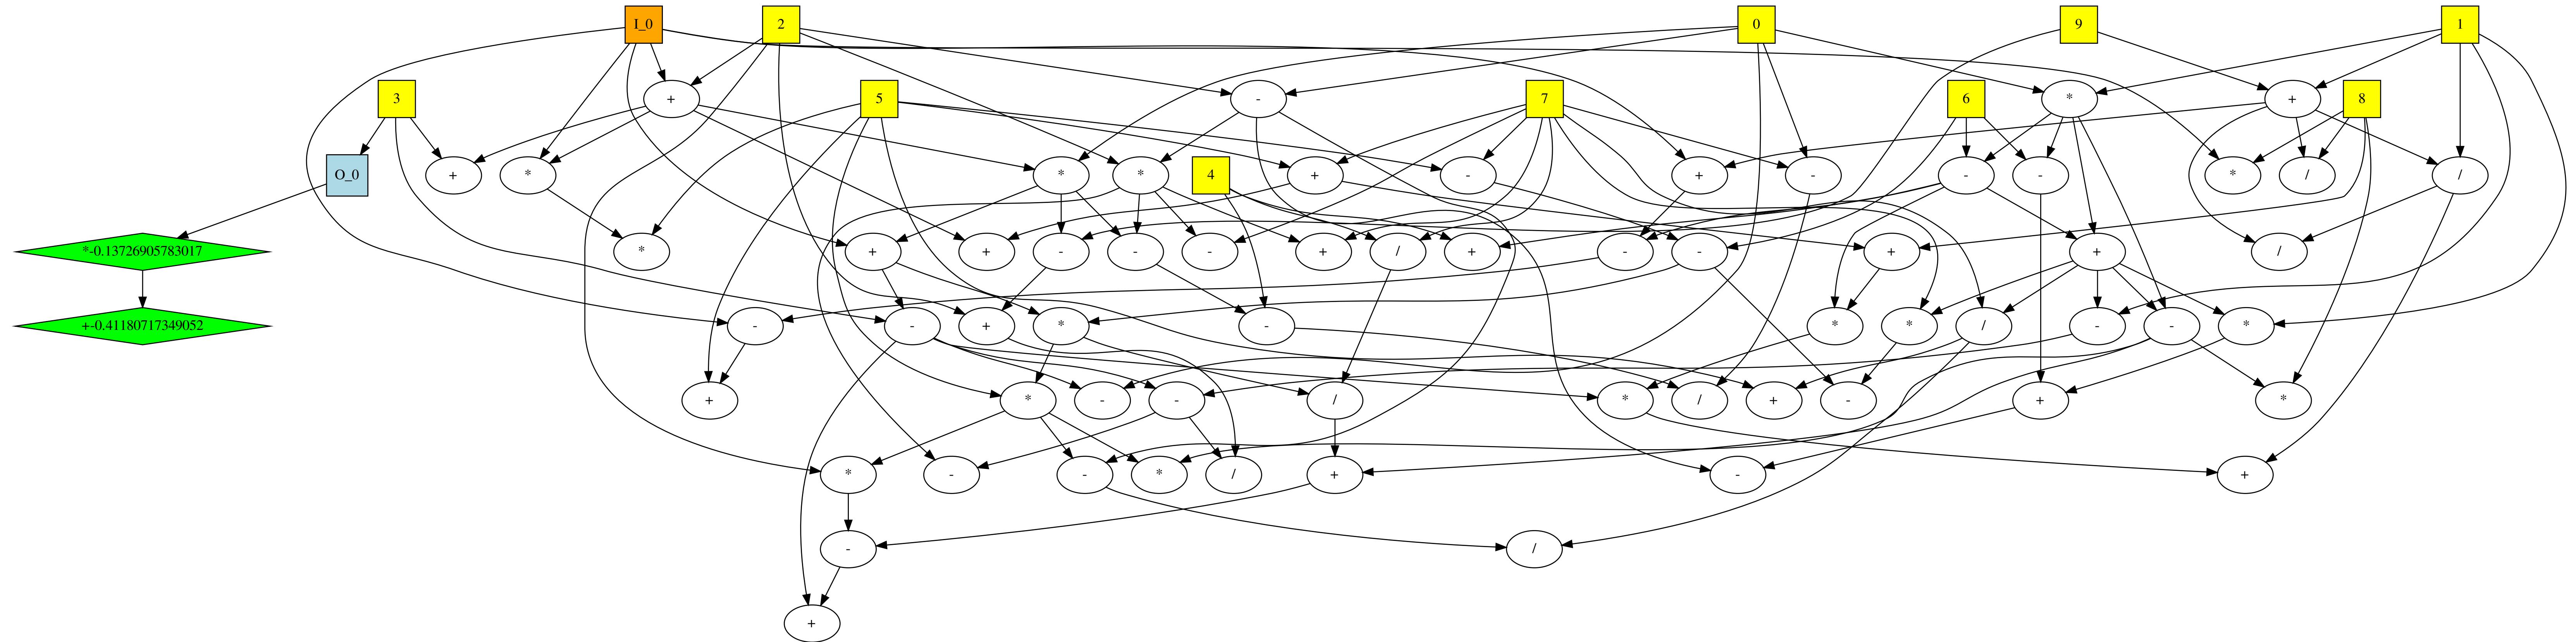 I_0 2 0 9 1
3 + 5 - 7 6 * + 8
O_0 + * * * 4 + - + - - - * / /
*-0.13726905783017 * + + - - - + / + - - + + /
+-0.41180717349052 - - + * - * * / - - *
+ * - - / * / + - + *
* - - * / + - +
- /
+